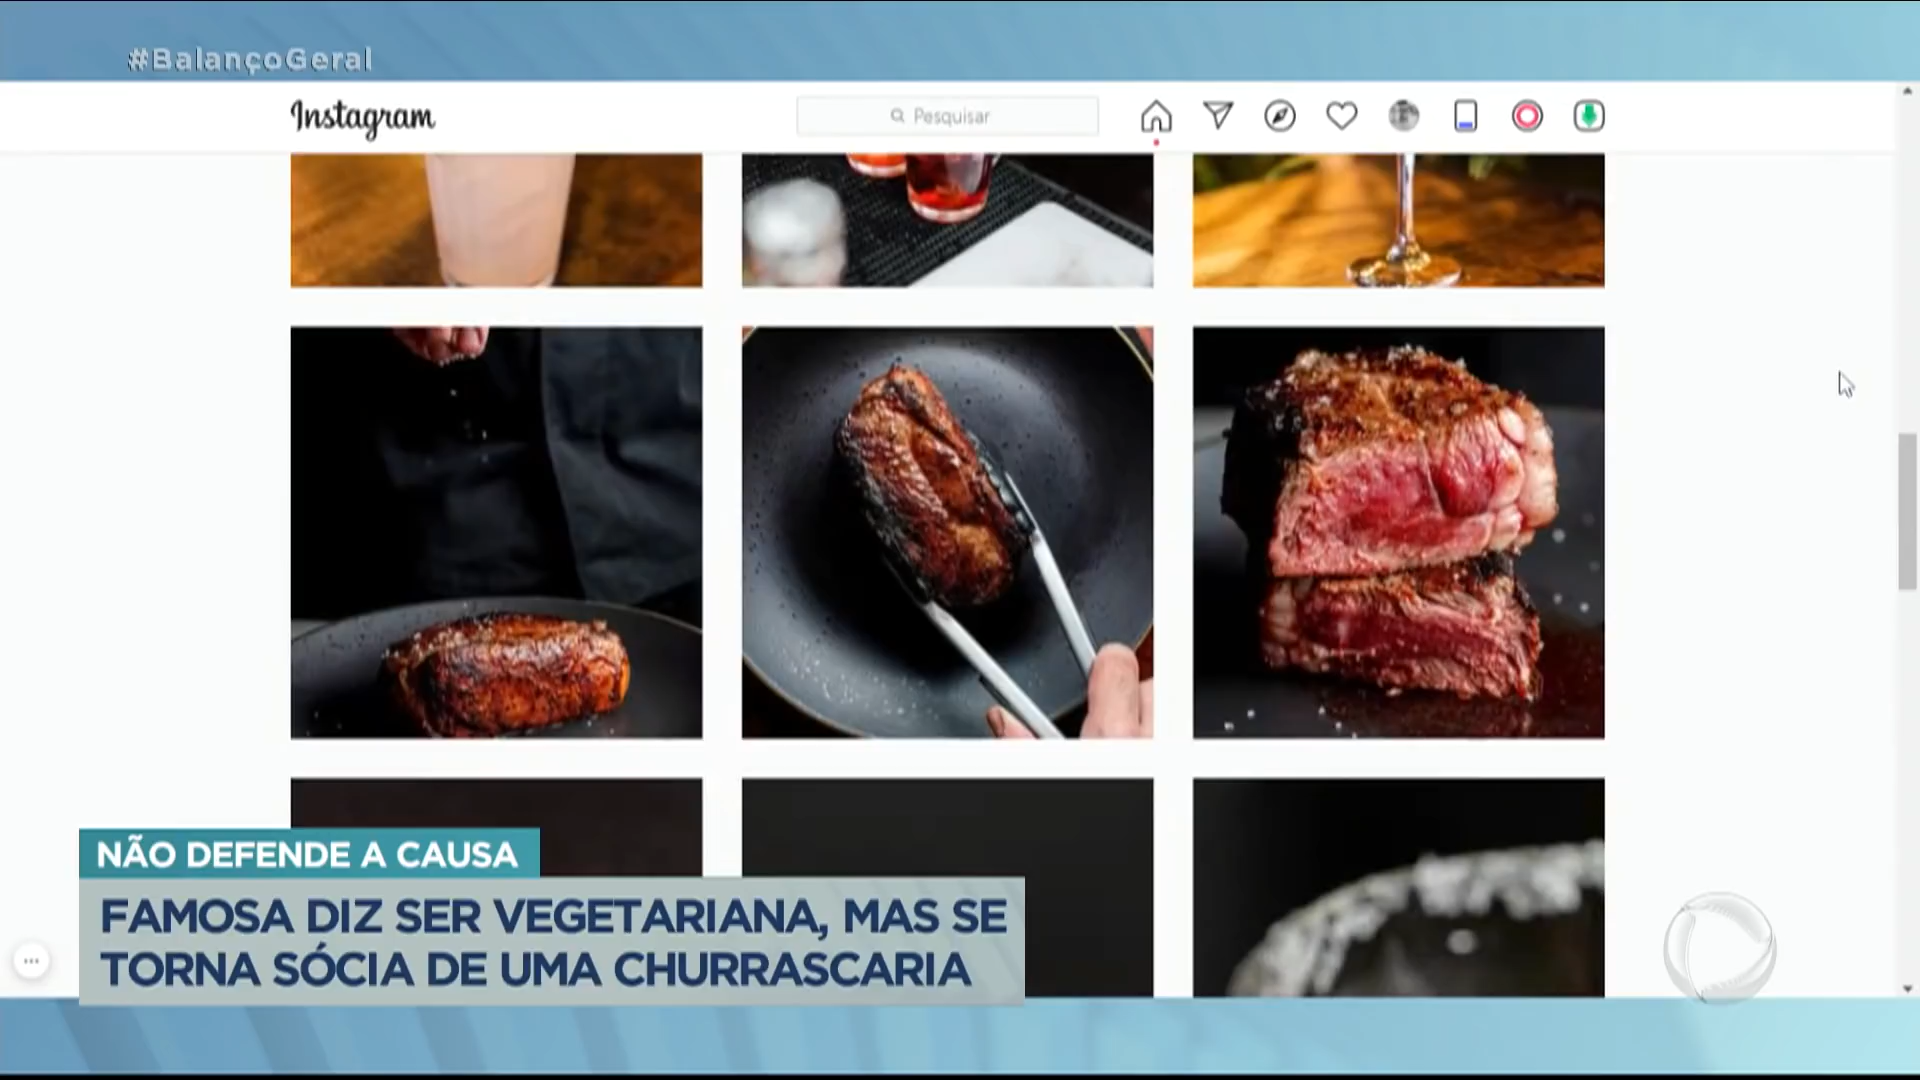 #BalançoGeral
Instagram
Pesquisar
NÃO DEFENDE A CAUSA
FAMOSA DIZ SER VEGETARIANA, MAS SE
TORNA SÓCIA DE UMA CHURRASCARIA